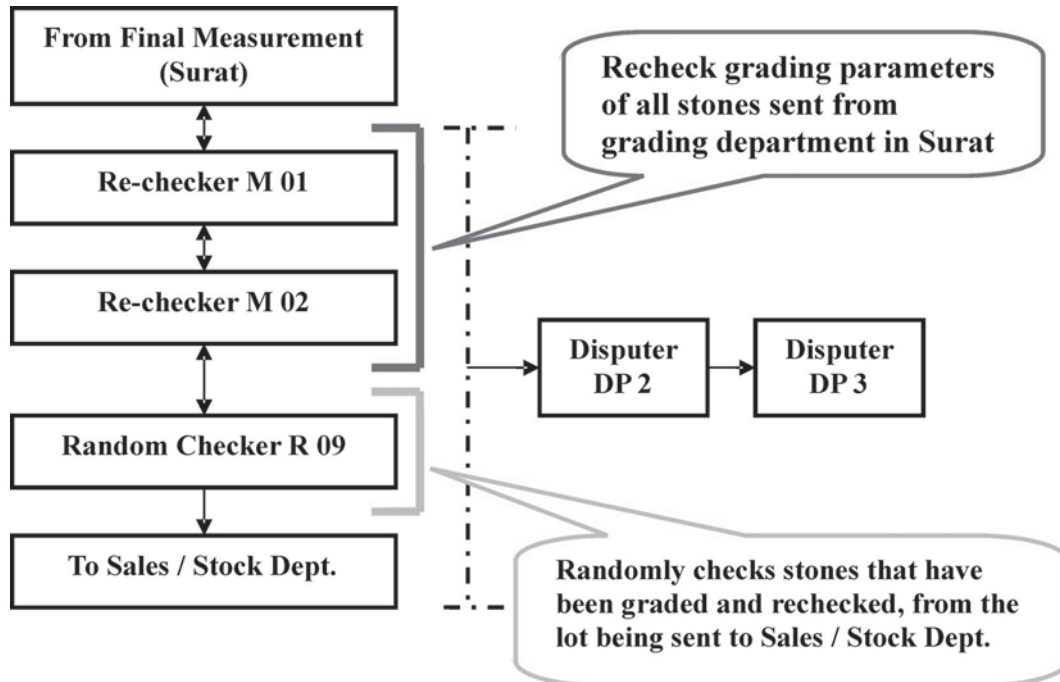 From Final Measurement
(Surat)
Recheck grading parameters
of all stones sent from
grading department in Surat
Re-checker M 01
Re-checker M 02
Disputer
DP 2
Disputer
DP 3
Random Checker R 09
To Sales / Stock Dept.
Randomly checks stones that have
been graded and rechecked, from the
lot being sent to Sales / Stock Dept.